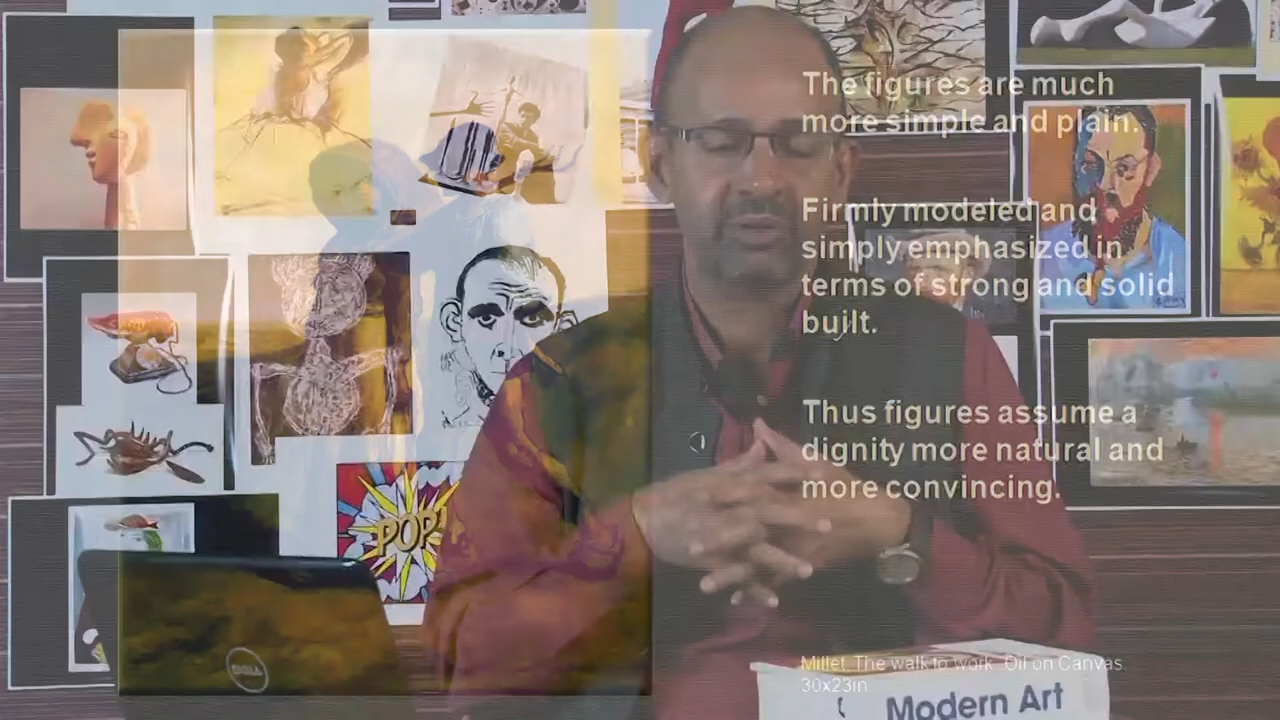 The figures are much
more simple and plain.
Firmly modeled and
simply emphasized in
terms of strong and solid
built.
Thus figures assume a
dignity more natural and
more convincing.
POP!
DELL
Millet. The walk to work. Oil on Canvas.
30x23in
Modern Art